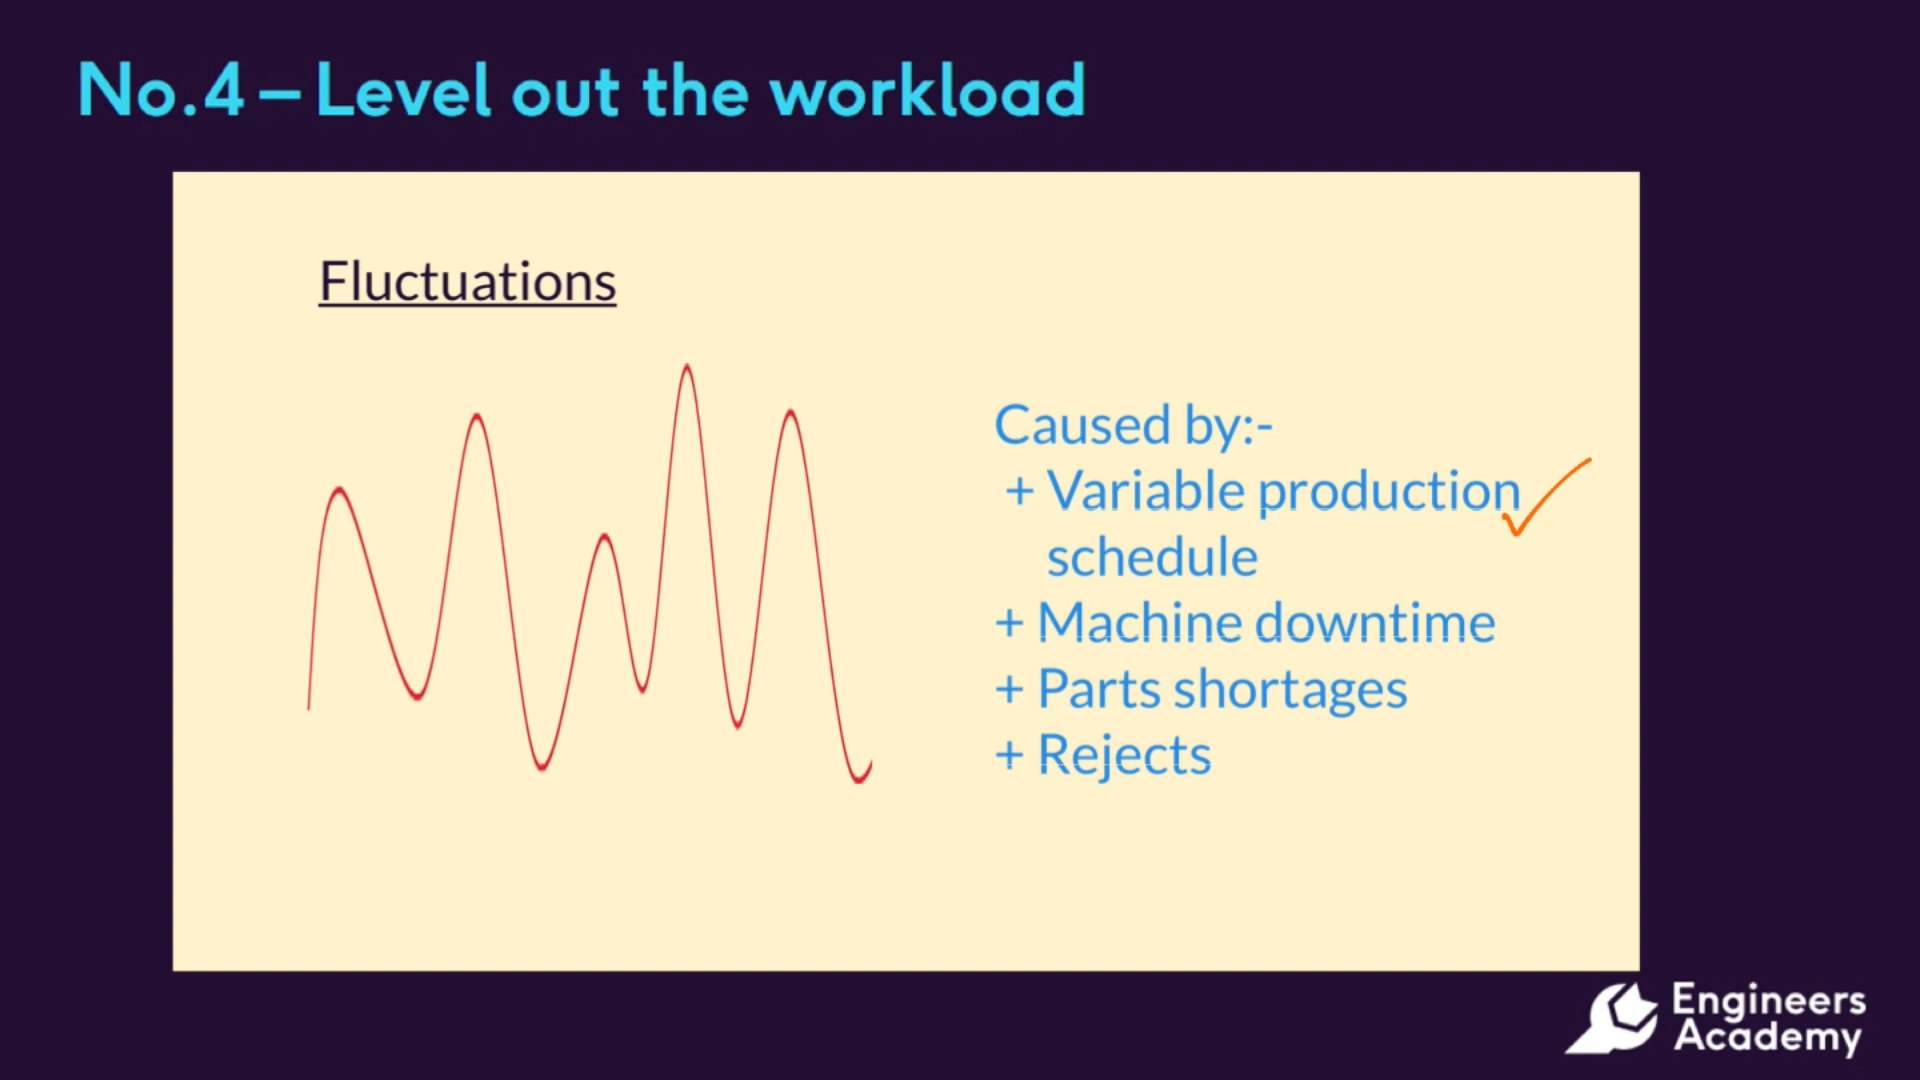 No.4 – Level out the workload
Fluctuations
Caused by:-
+ Variable production
schedule
+ Machine downtime
+ Parts shortages
+ Rejects
Engineers
Academy